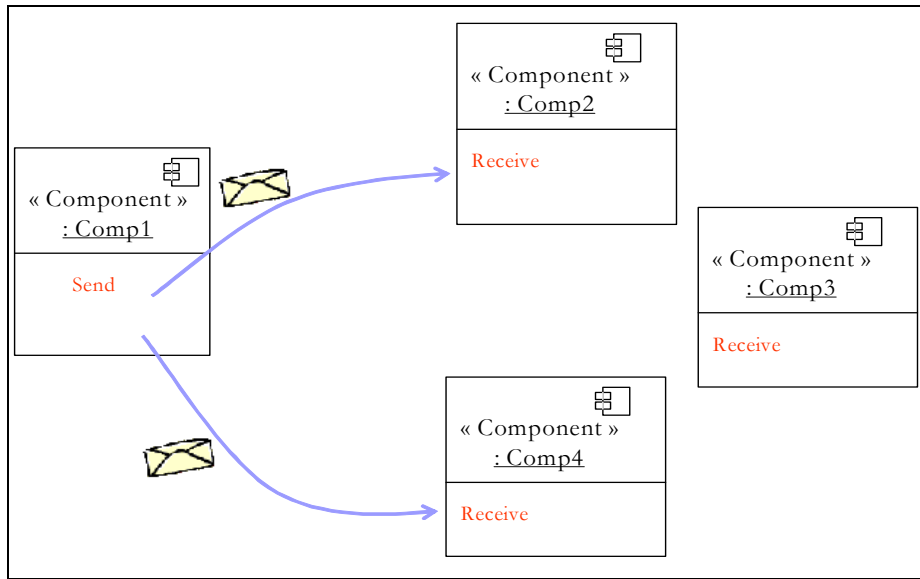 « Component »
: Comp1
Send
« Component »
: Comp2
Receive
« Component »
: Comp3
Receive
« Component »
: Comp4
Receive